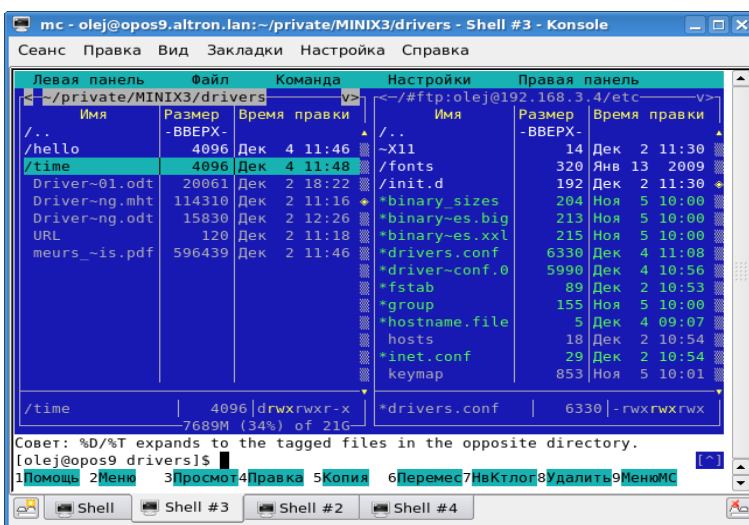 mc - olej@opos9.altron.lan:~/private/MINIX3/drivers - Shell #3 - Konsole
Сеанс Правка Вид Закладки Настройка Справка
Левая панель Файл Команда Настройки Правая панель
<-~/private/MINIX3/drivers v> <-/#ftp:olej@192.168.3.4/etc v>
Имя Размер Время правки Имя Размер Время правки
/.. -ВВЕРХ- /.. -ВВЕРХ-
/hello 4096 Дек 4 11:46 ~X11 14 Дек 2 11:30
/time 4096 Дек 4 11:48 /fonts 320 Янв 13 2009
Driver~01.odt 20061 Дек 2 18:22 /init.d 192 Дек 2 11:30
Driver~ng.mht 114310 Дек 2 11:16 *binary_sizes 204 Ноя 5 10:00
Driver~ng.odt 15830 Дек 2 12:26 *binary~es.big 213 Ноя 5 10:00
URL 120 Дек 2 11:18 *binary~es.xxl 215 Ноя 5 10:00
meurs_~is.pdf 596439 Дек 2 11:46 *drivers.conf 6330 Дек 4 11:08
*driver~conf.0 5990 Дек 4 10:56
*fstab 89 Дек 2 10:53
*group 155 Ноя 5 10:00
*hostname.file 5 Дек 4 09:07
hosts 18 Дек 2 10:54
*inet.conf 29 Дек 2 10:54
keymap 853 Ноя 5 10:01
/time 4096 drwxrwxr-x *drivers.conf 6330 -rwxrwxrwx
7689M (34%) of 21G
Совет: %D/%T expands to the tagged files in the opposite directory.
[olej@opos9 drivers]$ [^]
1Помощь 2Меню 3Просмот 4Правка 5Копия 6Перемес 7НвКтлог 8Удалить 9МенюМС
Shell Shell #3 Shell #2 Shell #4